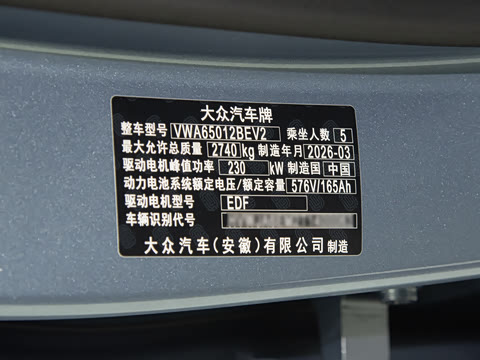 大众汽车牌
整车型号 VWA65012BEV2 乘坐人数 5
最大允许总质量 2740 kg 制造年月 2026-03
驱动电机峰值功率 230 kW 制造国 中国
动力电池系统额定电压/额定容量 576V/165Ah
驱动电机型号 EDF
车辆识别代号
大众汽车(安徽)有限公司 制造